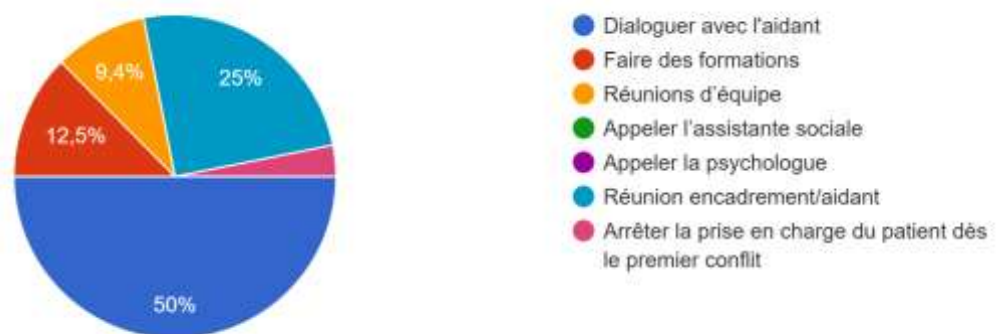 9,4%
25%
12,5%
50%
Dialoguer avec l'aidant
Faire des formations
Réunions d'équipe
Appeler l'assistante sociale
Appeler la psychologue
Réunion encadrement/aidant
Arrêter la prise en charge du patient dès
le premier conflit